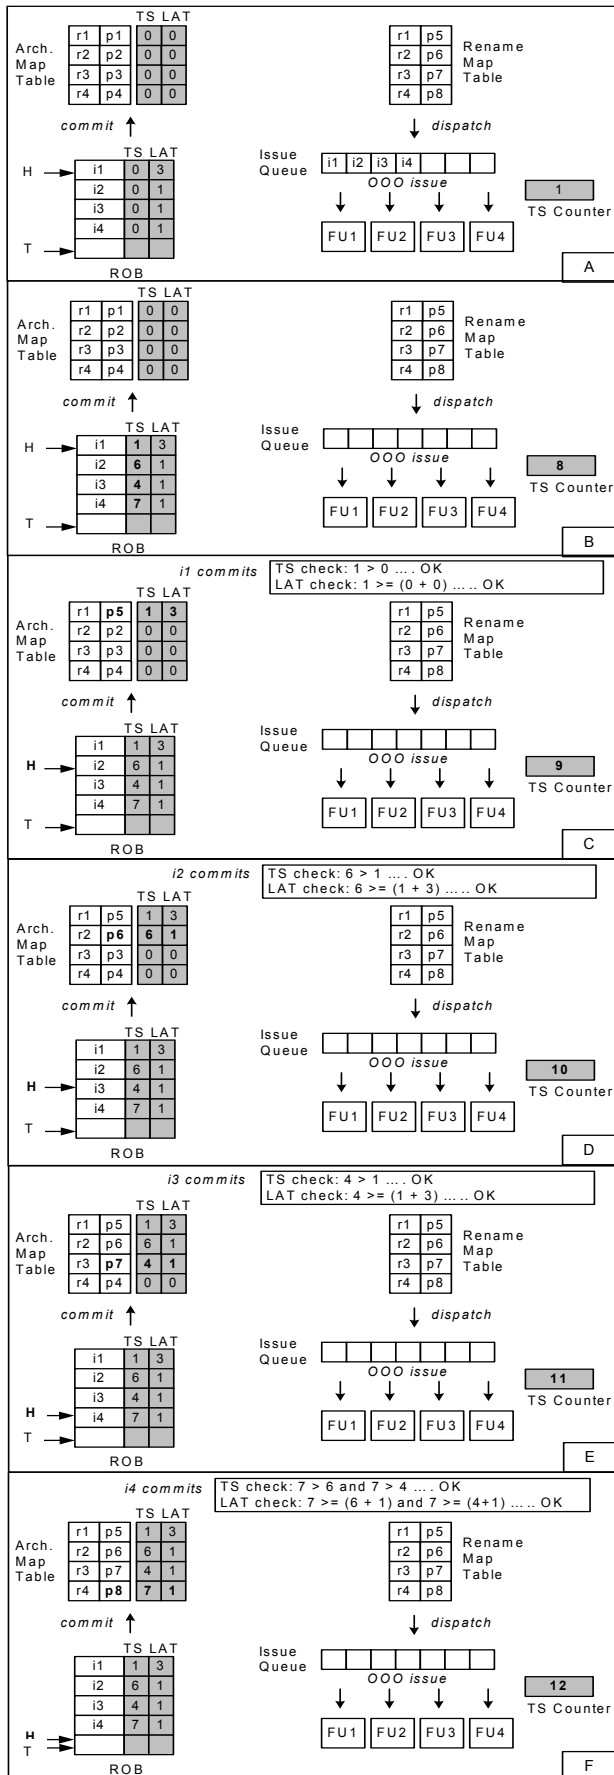 TS LAT
Arch. Map Table
r1 p1 0 0
r2 p2 0 0
r3 p3 0 0
r4 p4 0 0
r1 p5
r2 p6
r3 p7
r4 p8
Rename Map Table
commit
dispatch
TS LAT
H
i1 0 3
i2 0 1
i3 0 1
i4 0 1
T
ROB
Issue Queue
i1 i2 i3 i4
OOO issue
FU1 FU2 FU3 FU4
1
TS Counter
A
TS LAT
Arch. Map Table
r1 p1 0 0
r2 p2 0 0
r3 p3 0 0
r4 p4 0 0
r1 p5
r2 p6
r3 p7
r4 p8
Rename Map Table
commit
dispatch
TS LAT
H
i1 1 3
i2 6 1
i3 4 1
i4 7 1
T
ROB
Issue Queue
OOO issue
FU1 FU2 FU3 FU4
8
TS Counter
B
i1 commits
TS check: 1 > 0 .... OK
LAT check: 1 >= (0 + 0) ..... OK
TS LAT
Arch. Map Table
r1 p5 1 3
r2 p2 0 0
r3 p3 0 0
r4 p4 0 0
r1 p5
r2 p6
r3 p7
r4 p8
Rename Map Table
commit
dispatch
TS LAT
i1 1 3
H
i2 6 1
i3 4 1
i4 7 1
T
ROB
Issue Queue
OOO issue
FU1 FU2 FU3 FU4
9
TS Counter
C
i2 commits
TS check: 6 > 1 .... OK
LAT check: 6 >= (1 + 3) ..... OK
TS LAT
Arch. Map Table
r1 p5 1 3
r2 p6 6 1
r3 p3 0 0
r4 p4 0 0
r1 p5
r2 p6
r3 p7
r4 p8
Rename Map Table
commit
dispatch
TS LAT
i1 1 3
i2 6 1
H
i3 4 1
i4 7 1
T
ROB
Issue Queue
OOO issue
FU1 FU2 FU3 FU4
10
TS Counter
D
i3 commits
TS check: 4 > 1 .... OK
LAT check: 4 >= (1 + 3) ..... OK
TS LAT
Arch. Map Table
r1 p5 1 3
r2 p6 6 1
r3 p7 4 1
r4 p4 0 0
r1 p5
r2 p6
r3 p7
r4 p8
Rename Map Table
commit
dispatch
TS LAT
i1 1 3
i2 6 1
i3 4 1
H
i4 7 1
T
ROB
Issue Queue
OOO issue
FU1 FU2 FU3 FU4
11
TS Counter
E
i4 commits
TS check: 7 > 6 and 7 > 4 .... OK
LAT check: 7 >= (6 + 1) and 7 >= (4+1) ..... OK
TS LAT
Arch. Map Table
r1 p5 1 3
r2 p6 6 1
r3 p7 4 1
r4 p8 7 1
r1 p5
r2 p6
r3 p7
r4 p8
Rename Map Table
commit
dispatch
TS LAT
i1 1 3
i2 6 1
i3 4 1
i4 7 1
H
T
ROB
Issue Queue
OOO issue
FU1 FU2 FU3 FU4
12
TS Counter
F